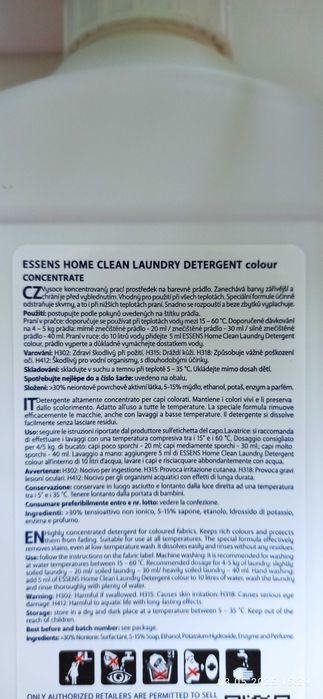 ESSENS HOME CLEAN LAUNDRY DETERGENT colour
CONCENTRATE
CZ Vysoce koncentrovaný prací prostředek na barevné prádlo. Zanechává barvy zářivější a
chrání je před vyblednutím. Vhodný pro použití při všech teplotách. Speciální formule účinně
odstraňuje skvrny, a to i při nižších teplotách praní. Snadno se rozpouští a beze zbytků vyplachuje.
Použití: postupujte podle pokynů uvedených na štítku prádla.
Praní v pračce: doporučuje se používat při teplotách vody mezi 15 – 60 °C. Doporučené dávkování
na 4 – 5 kg prádla: mírně znečištěné prádlo - 20 ml / znečištěné prádlo - 30 ml / silně znečištěné
prádlo - 40 ml. Praní v ruce: do 10 litrů vody přidejte 5 ml ESSENS Home Clean Laundry Detergent
colour, prádlo vyperte a důkladně vymáchejte dostatkem vody.
Varování: H302: Zdraví škodlivý při požití. H315: Dráždí kůži. H318: Způsobuje vážné poškození
očí. H412: Škodlivý pro vodní organismy, s dlouhodobými účinky.
Skladování: skladujte v suchu a temnu při teplotě 5 - 35 °C. Ukládejte mimo dosah dětí.
Spotřebujte nejlépe do a číslo šarže: uvedeno na obalu.
Složení: >30% neiontové povrchově aktivní látky, 5-15% mýdlo, ethanol, potaš, enzym a parfém.
IT Detergente altamente concentrato per capi colorati. Mantiene i colori vivi e li preserva
dallo scolorimento. Adatto all'uso a tutte le temperature. La speciale formula rimuove
efficacemente le macchie, anche con lavaggi a basse temperature. Il detergente si dissolve
facilmente senza lasciare residui.
Uso: seguire le istruzioni riportate dal produttore sull'etichetta del capo. Lavatrice: si raccomanda
di effettuare i lavaggi con una temperatura compresa tra i 15° e i 60 °C. Dosaggio consigliato
per 4/5 kg. di bucato: capi poco sporchi - 20 ml; capi mediamente sporchi - 30 ml; capi molto
sporchi - 40 ml. Lavaggio a mano: aggiungere 5 ml di ESSENS Home Clean Laundry Detergent
colour all'interno di 10 litri d'acqua, lavare i capi e risciacquare abbondantemente con acqua.
Avvertenze: H302: Nocivo per ingestione. H315: Provoca irritazione cutanea. H318: Provoca gravi
lesioni oculari. H412: Nocivo per gli organismi acquatici con effetti di lunga durata.
Conservazione: conservare in luogo asciutto e lontano dalla luce diretta ad una temperatura
tra i 5° e i 35 °C. Tenere lontano dalla portata di bambini.
Consumare preferibilmente entro e nr. lotto: vedere la confezione.
Ingredienti: >30% tensioattivo non ionico, 5-15% sapone, etanolo, idrossido di potassio,
enzima e profumo.
EN Highly concentrated detergent for coloured fabrics. Keeps rich colours and protects
them from fading. Suitable for use at all temperatures. The special formula effectively
removes stains, even at low-temperature wash. It dissolves easily and rinses without any residues.
Use: follow the instructions on the fabric label. Machine washing: it is recommended for washing
at water temperatures between 15 - 60 °C. Recommended dosage for 4-5 kg of laundry: slightly
soiled laundry - 20 ml/ soiled laundry - 30 ml/ heavily soiled laundry - 40 ml. Hand washing:
add 5 ml of ESSENS Home Clean Laundry Detergent colour to 10 litres of water, wash the laundry
and rinse thoroughly with plenty of water.
Warning: H302: Harmful if swallowed. H315: Causes skin irritation. H318: Causes serious eye
damage. H412: Harmful to aquatic life with long-lasting effects.
Storage: store in a dry and dark place at a temperature between 5 – 35 °C. Keep out of the
reach of children.
Best before and batch number: see package.
Ingredients: >30% Nonionic Surfactant, 5-15% Soap, Ethanol, Potassium Hydroxide, Enzyme and Perfume.
ONLY AUTHORIZED RETAILERS ARE PERMITTED TO SELL